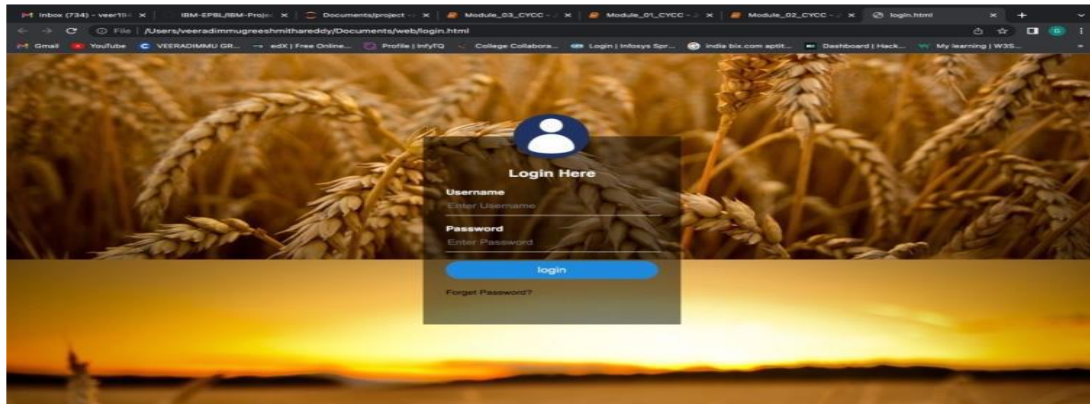 Inbox (734) - veer194
IBM-EPBL/IBM-Projec
Documents/project -
Module_03_CYCC -
Module_01_CYCC -
Module_02_CYCC -
login.html
File | /Users/veeradimmugreeshmithareddy/Documents/web/login.html
Gmail
YouTube
VEERADIMMU GR...
edX | Free Online...
Profile | InfyTQ
College Collabora...
Login | Infosys Spr...
india bix.com aptit...
Dashboard | Hack...
My learning | W3S...
Login Here
Username
Enter Username
Password
Enter Password
login
Forget Password?